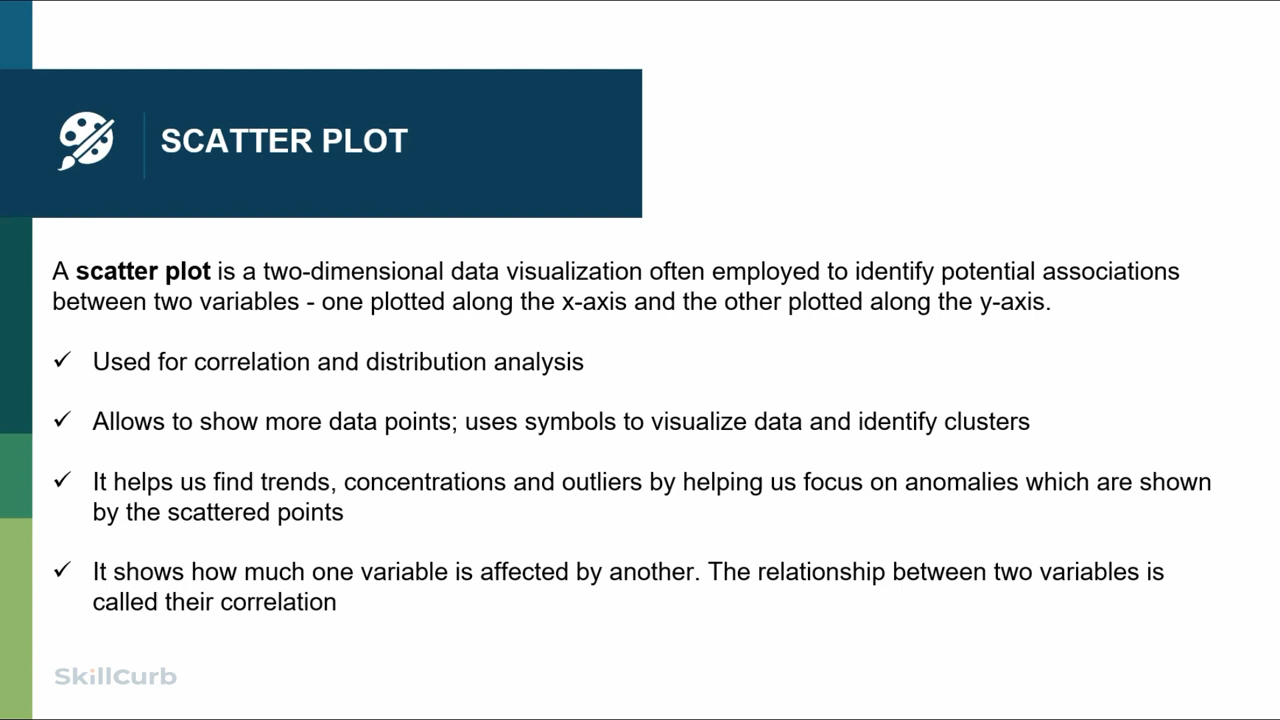 SCATTER PLOT
A scatter plot is a two-dimensional data visualization often employed to identify potential associations
between two variables - one plotted along the x-axis and the other plotted along the y-axis.
✓ Used for correlation and distribution analysis
✓ Allows to show more data points; uses symbols to visualize data and identify clusters
✓ It helps us find trends, concentrations and outliers by helping us focus on anomalies which are shown
by the scattered points
✓ It shows how much one variable is affected by another. The relationship between two variables is
called their correlation
SkillCurb